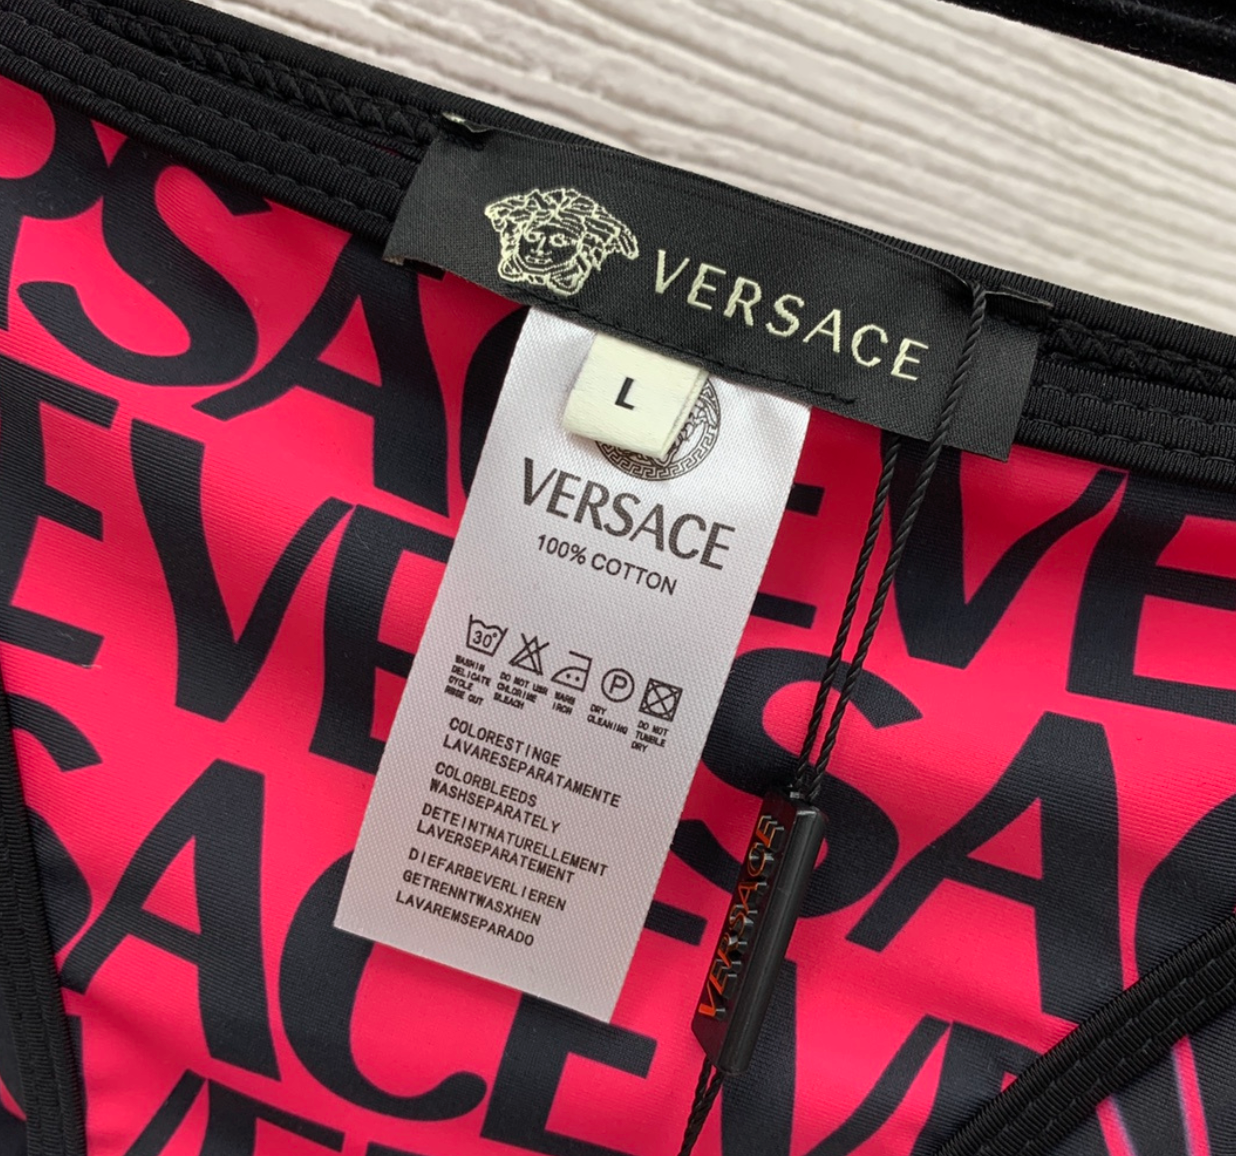 VERSACE
L
VERSACE
100% COTTON
30°
WASH IN
DELICATE
CYCLE
RINSE OUT
DO NOT USE
CHLORINE
BLEACH
WARM
IRON
P
DRY
CLEANING
DO NOT
TUMBLE
DRY
COLORESTINGE
LAVARESEPARATAMENTE
COLORBLEEDS
WASHSEPARATELY
DETEINTNATURELLEMENT
LAVERSEPARATEMENT
DIEFARBEVERLIEREN
GETRENNTWASXHEN
LAVAREMSEPARADO
VERSACE